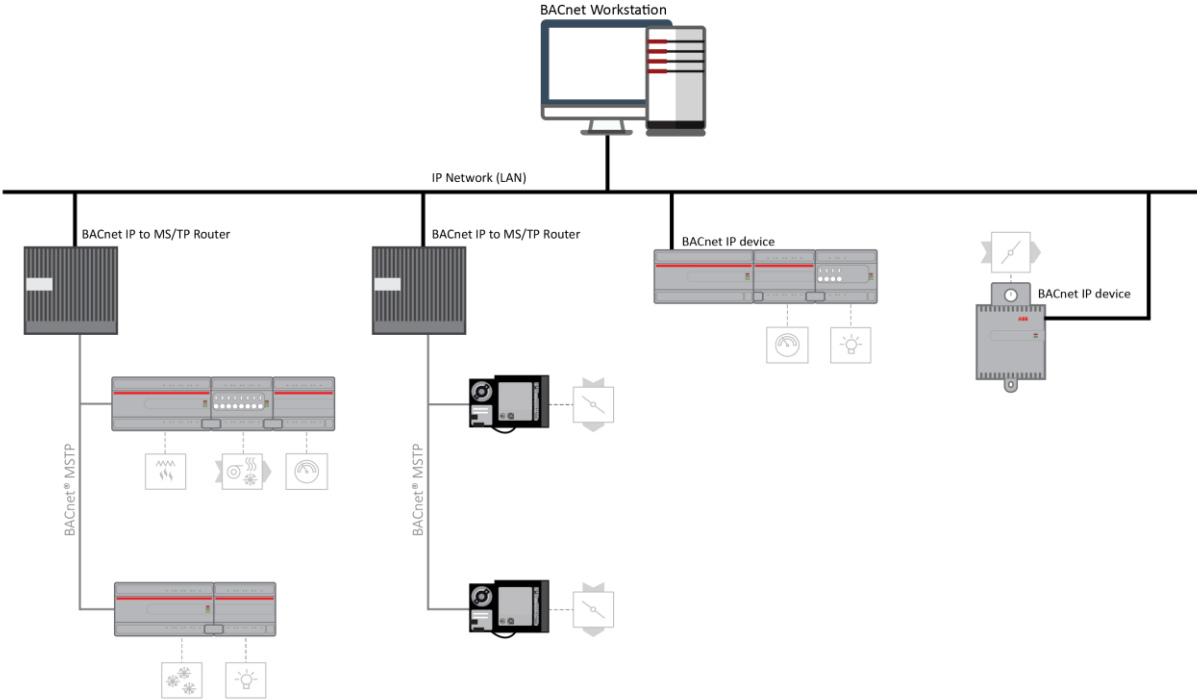 BACnet Workstation
IP Network (LAN)
BACnet IP to MS/TP Router
BACnet IP to MS/TP Router
BACnet IP device
BACnet IP device
ABB
BACnet® MSTP
BACnet® MSTP